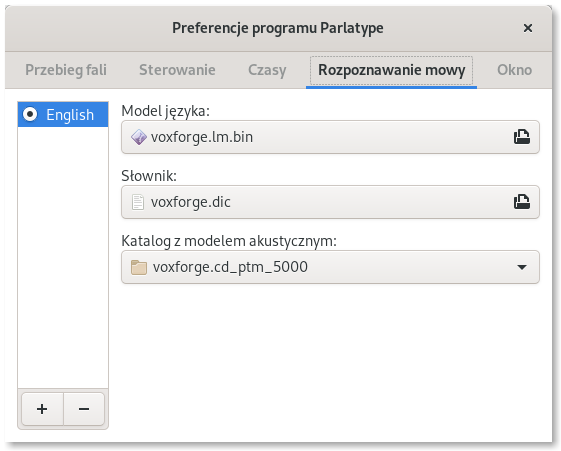 Preferencje programu Parlatype
Przebieg fali Sterowanie Czasy Rozpoznawanie mowy Okno
English
Model języka:
voxforge.lm.bin
Słownik:
voxforge.dic
Katalog z modelem akustycznym:
voxforge.cd_ptm_5000